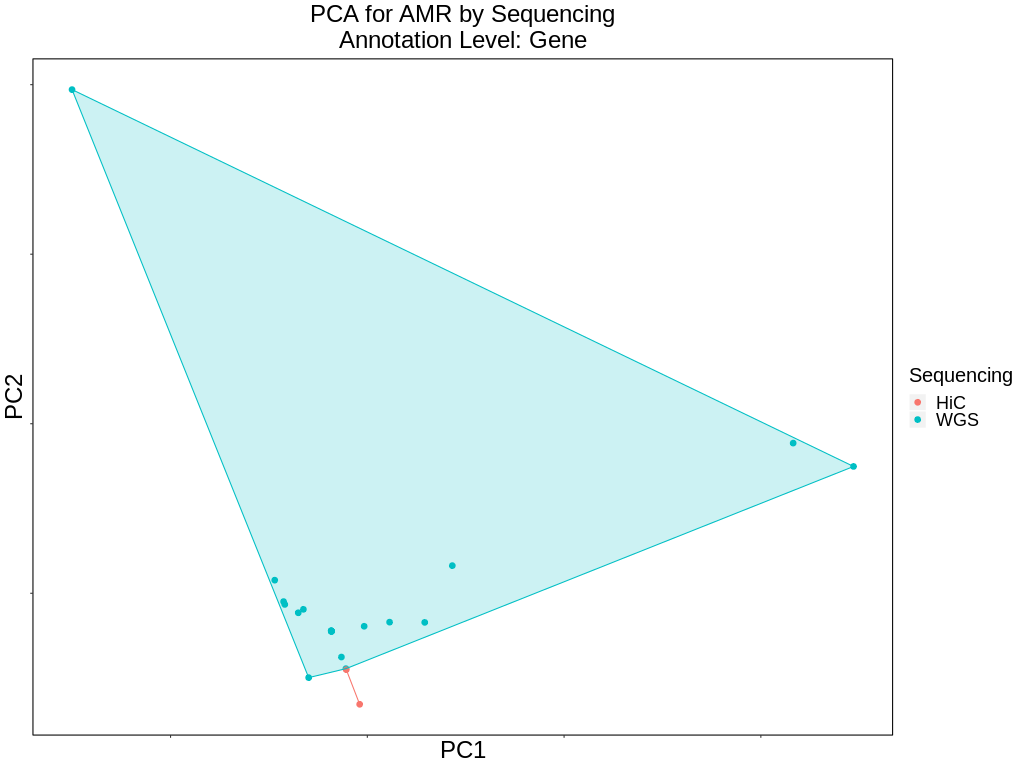 PCA for AMR by Sequencing
Annotation Level: Gene
PC2
PC1
Sequencing
HiC
WGS